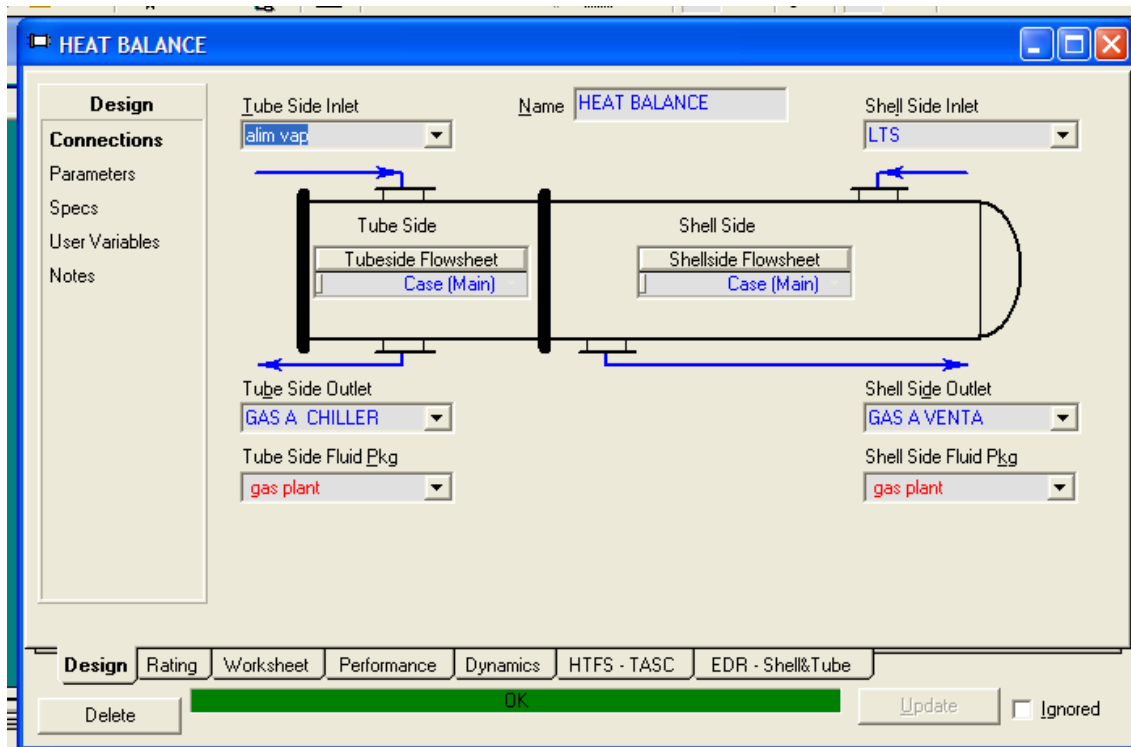 HEAT BALANCE
Design
Connections
Parameters
Specs
User Variables
Notes
Tube Side Inlet
alim vap
Name HEAT BALANCE
Shell Side Inlet
LTS
Tube Side
Tubeside Flowsheet
Case (Main)
Shell Side
Shellside Flowsheet
Case (Main)
Tube Side Outlet
GAS A CHILLER
Shell Side Outlet
GAS A VENTA
Tube Side Fluid Pkg
gas plant
Shell Side Fluid Pkg
gas plant
Design Rating Worksheet Performance Dynamics HTFS - TASC EDR - Shell&Tube
Delete OK Update Ignored